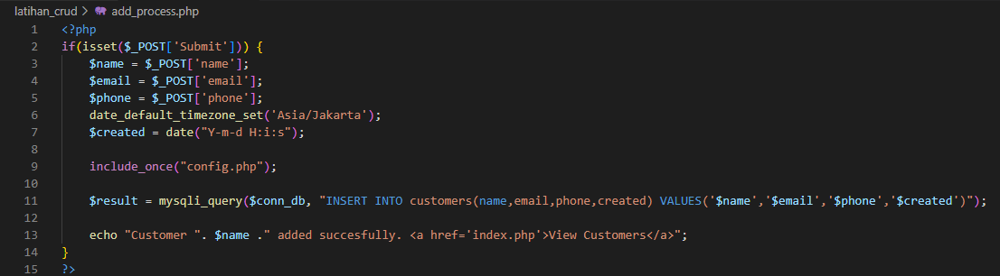 latihan_crud > add_process.php
1 <?php
2 if(isset($_POST['Submit'])) {
3 $name = $_POST['name'];
4 $email = $_POST['email'];
5 $phone = $_POST['phone'];
6 date_default_timezone_set('Asia/Jakarta');
7 $created = date("Y-m-d H:i:s");
8
9 include_once("config.php");
10
11 $result = mysqli_query($conn_db, "INSERT INTO customers(name,email,phone,created) VALUES('$name','$email','$phone','$created')");
12
13 echo "Customer ". $name ." added succesfully. <a href='index.php'>View Customers</a>";
14 }
15 ?>